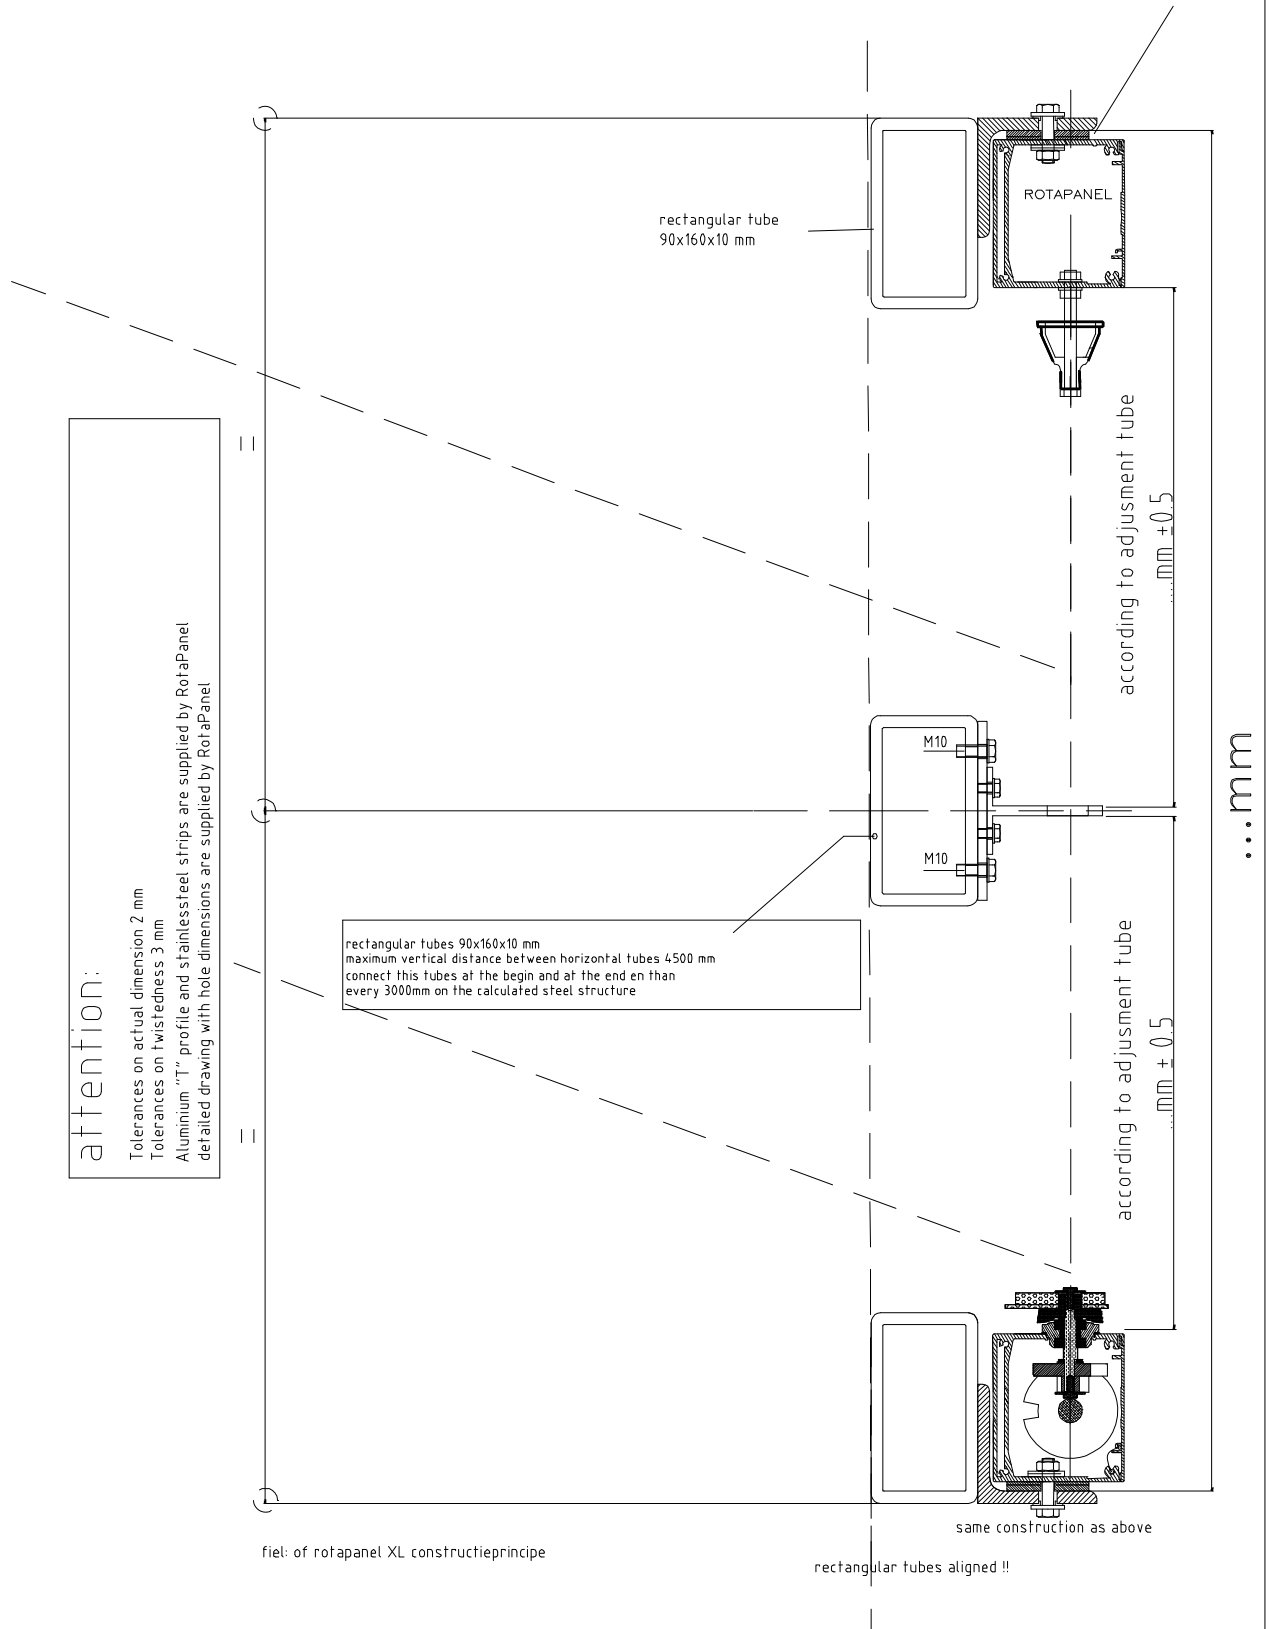 rectangular tube
90x160x10 mm
ROTAPANEL
according to adjusment tube
....mm ±0.5
attention:
Tolerances on actual dimension 2 mm
Tolerances on twistedness 3 mm
Aluminium "T" profile and stainlessteel strips are supplied by RotaPanel
detailed drawing with hole dimensions are supplied by RotaPanel
M10
M10
...mm
rectangular tubes 90x160x10 mm
maximum vertical distance between horizontal tubes 4500 mm
connect this tubes at the begin and at the end en than
every 3000mm on the calculated steel structure
according to adjusment tube
....mm ± 0.5
same construction as above
fiel: of rotapanel XL constructieprincipe
rectangular tubes aligned !!